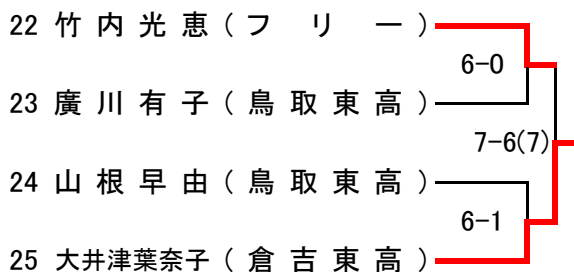 22 竹内光恵(フリー)
6-0
23 廣川有子(鳥取東高)
7-6(7)
24 山根早由(鳥取東高)
6-1
25 大井津葉奈子(倉吉東高)